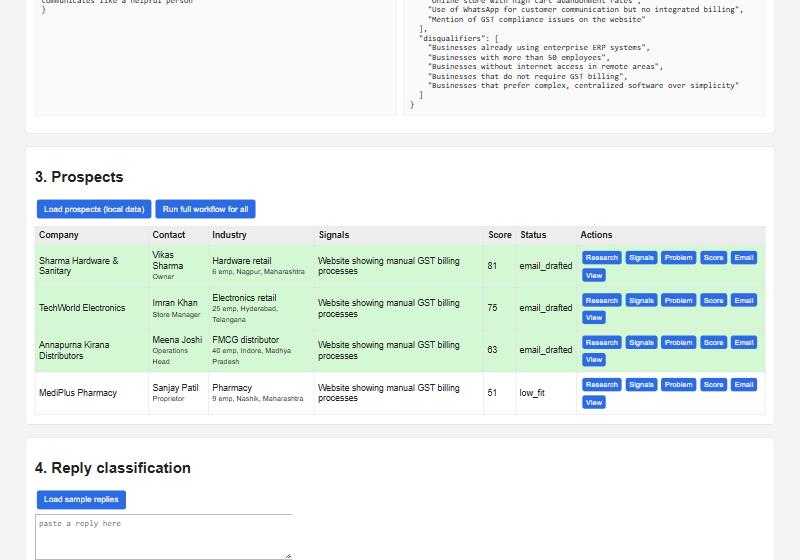 communicates like a helpful person"
}
"Online store with high cart abandonment rates",
"Use of WhatsApp for customer communication but no integrated billing",
"Mention of GST compliance issues on the website"
],
"disqualifiers": [
"Businesses already using enterprise ERP systems",
"Businesses with more than 50 employees",
"Businesses without internet access in remote areas",
"Businesses that do not require GST billing",
"Businesses that prefer complex, centralized software over simplicity"
]
}
3. Prospects
Load prospects (local data) Run full workflow for all
Company Contact Industry Signals Score Status Actions
Sharma Hardware & Sanitary Vikas Sharma Owner Hardware retail 6 emp, Nagpur, Maharashtra Website showing manual GST billing processes 81 email_drafted Research Signals Problem Score Email View
TechWorld Electronics Imran Khan Store Manager Electronics retail 25 emp, Hyderabad, Telangana Website showing manual GST billing processes 75 email_drafted Research Signals Problem Score Email View
Annapurna Kirana Distributors Meena Joshi Operations Head FMCG distributor 40 emp, Indore, Madhya Pradesh Website showing manual GST billing processes 63 email_drafted Research Signals Problem Score Email View
MediPlus Pharmacy Sanjay Patil Proprietor Pharmacy 9 emp, Nashik, Maharashtra Website showing manual GST billing processes 51 low_fit Research Signals Problem Score Email View
4. Reply classification
Load sample replies
paste a reply here